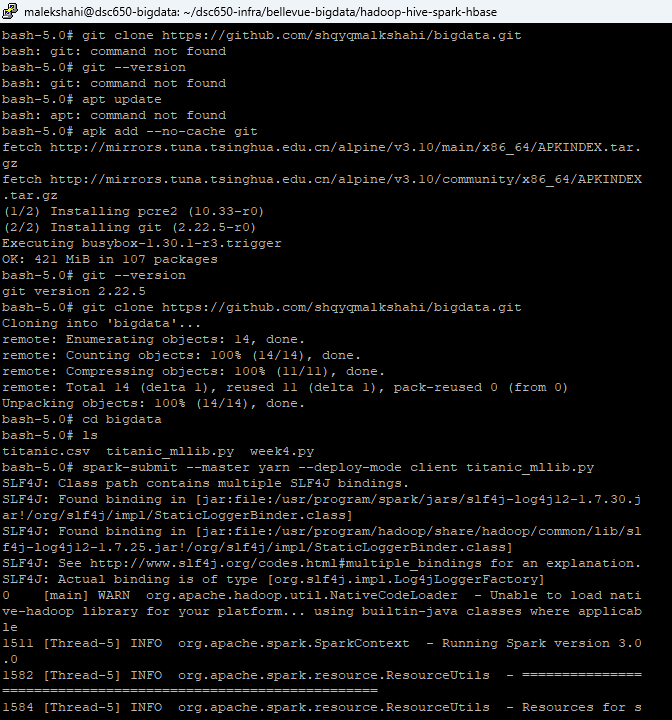 malekshahi@dsc650-bigdata: ~/dsc650-infra/bellevue-bigdata/hadoop-hive-spark-hbase
bash-5.0# git clone https://github.com/shqyqmalkshahi/bigdata.git
bash: git: command not found
bash-5.0# git --version
bash: git: command not found
bash-5.0# apt update
bash: apt: command not found
bash-5.0# apk add --no-cache git
fetch http://mirrors.tuna.tsinghua.edu.cn/alpine/v3.10/main/x86_64/APKINDEX.tar.
gz
fetch http://mirrors.tuna.tsinghua.edu.cn/alpine/v3.10/community/x86_64/APKINDEX
.tar.gz
(1/2) Installing pcre2 (10.33-r0)
(2/2) Installing git (2.22.5-r0)
Executing busybox-1.30.1-r3.trigger
OK: 421 MiB in 107 packages
bash-5.0# git --version
git version 2.22.5
bash-5.0# git clone https://github.com/shqyqmalkshahi/bigdata.git
Cloning into 'bigdata'...
remote: Enumerating objects: 14, done.
remote: Counting objects: 100% (14/14), done.
remote: Compressing objects: 100% (11/11), done.
remote: Total 14 (delta 1), reused 11 (delta 1), pack-reused 0 (from 0)
Unpacking objects: 100% (14/14), done.
bash-5.0# cd bigdata
bash-5.0# ls
titanic.csv  titanic_mllib.py  week4.py
bash-5.0# spark-submit --master yarn --deploy-mode client titanic_mllib.py
SLF4J: Class path contains multiple SLF4J bindings.
SLF4J: Found binding in [jar:file:/usr/program/spark/jars/slf4j-log4j12-1.7.30.j
ar!/org/slf4j/impl/StaticLoggerBinder.class]
SLF4J: Found binding in [jar:file:/usr/program/hadoop/share/hadoop/common/lib/sl
f4j-log4j12-1.7.25.jar!/org/slf4j/impl/StaticLoggerBinder.class]
SLF4J: See http://www.slf4j.org/codes.html#multiple_bindings for an explanation.
SLF4J: Actual binding is of type [org.slf4j.impl.Log4jLoggerFactory]
0    [main] WARN  org.apache.hadoop.util.NativeCodeLoader  - Unable to load nati
ve-hadoop library for your platform... using builtin-java classes where applicab
le
1511 [Thread-5] INFO  org.apache.spark.SparkContext  - Running Spark version 3.0
.0
1582 [Thread-5] INFO  org.apache.spark.resource.ResourceUtils  - ===============
===============================================
1584 [Thread-5] INFO  org.apache.spark.resource.ResourceUtils  - Resources for s